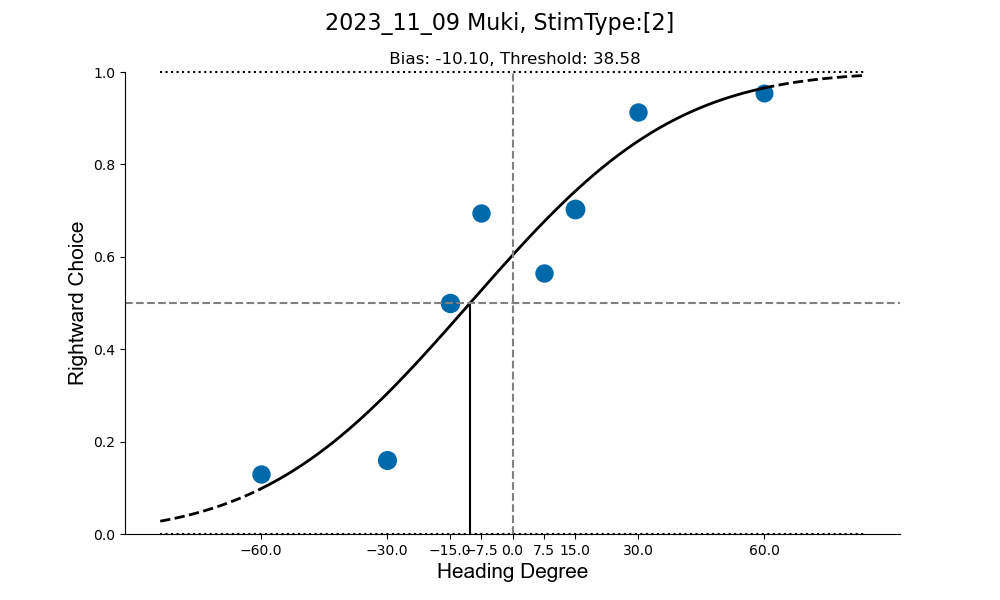 2023_11_09 Muki, StimType:[2]
Bias: -10.10, Threshold: 38.58
1.0
0.8
0.6
0.4
0.2
0.0
Rightward Choice
−60.0 −30.0 −15.0 −7.5 0.0 7.5 15.0 30.0 60.0
Heading Degree